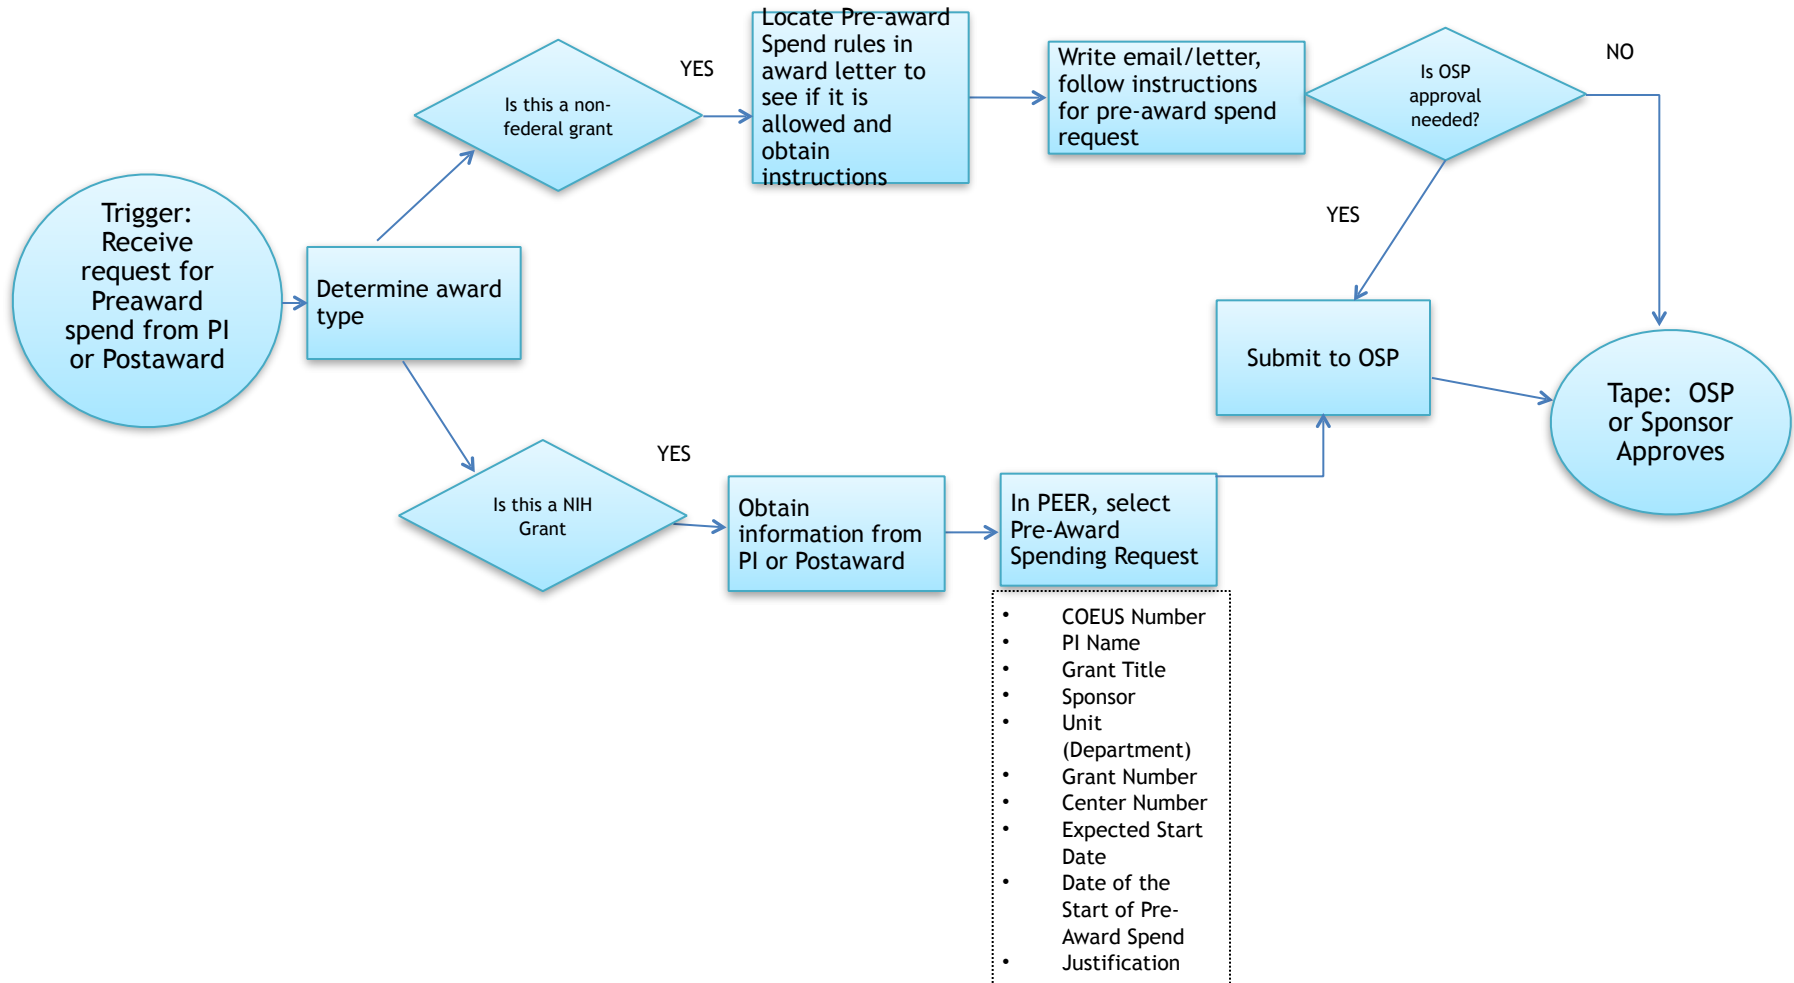 Trigger:
Receive
request for
Preaward
spend from PI
or Postaward
Determine award
type
Is this a non-
federal grant
YES
Locate Pre-award
Spend rules in
award letter to
see if it is
allowed and
obtain
instructions
Write email/letter,
follow instructions
for pre-award spend
request
Is OSP
approval
needed?
NO
YES
Submit to OSP
Tape:  OSP
or Sponsor
Approves
Is this a NIH
Grant
YES
Obtain
information from
PI or Postaward
In PEER, select
Pre-Award
Spending Request
• COEUS Number
• PI Name
• Grant Title
• Sponsor
• Unit
(Department)
• Grant Number
• Center Number
• Expected Start
Date
• Date of the
Start of Pre-
Award Spend
• Justification